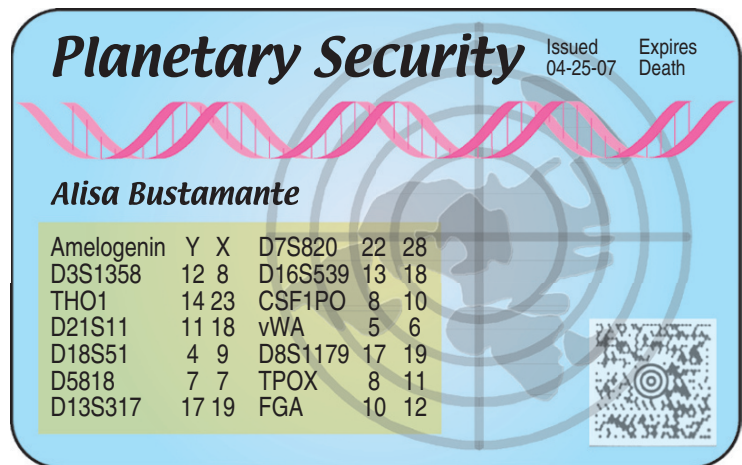 Planetary Security
Issued Expires
04-25-07 Death
Alisa Bustamante
Amelogenin Y X D7S820 22 28
D3S1358 12 8 D16S539 13 18
THO1 14 23 CSF1PO 8 10
D21S11 11 18 vWA 5 6
D18S51 4 9 D8S1179 17 19
D5818 7 7 TPOX 8 11
D13S317 17 19 FGA 10 12